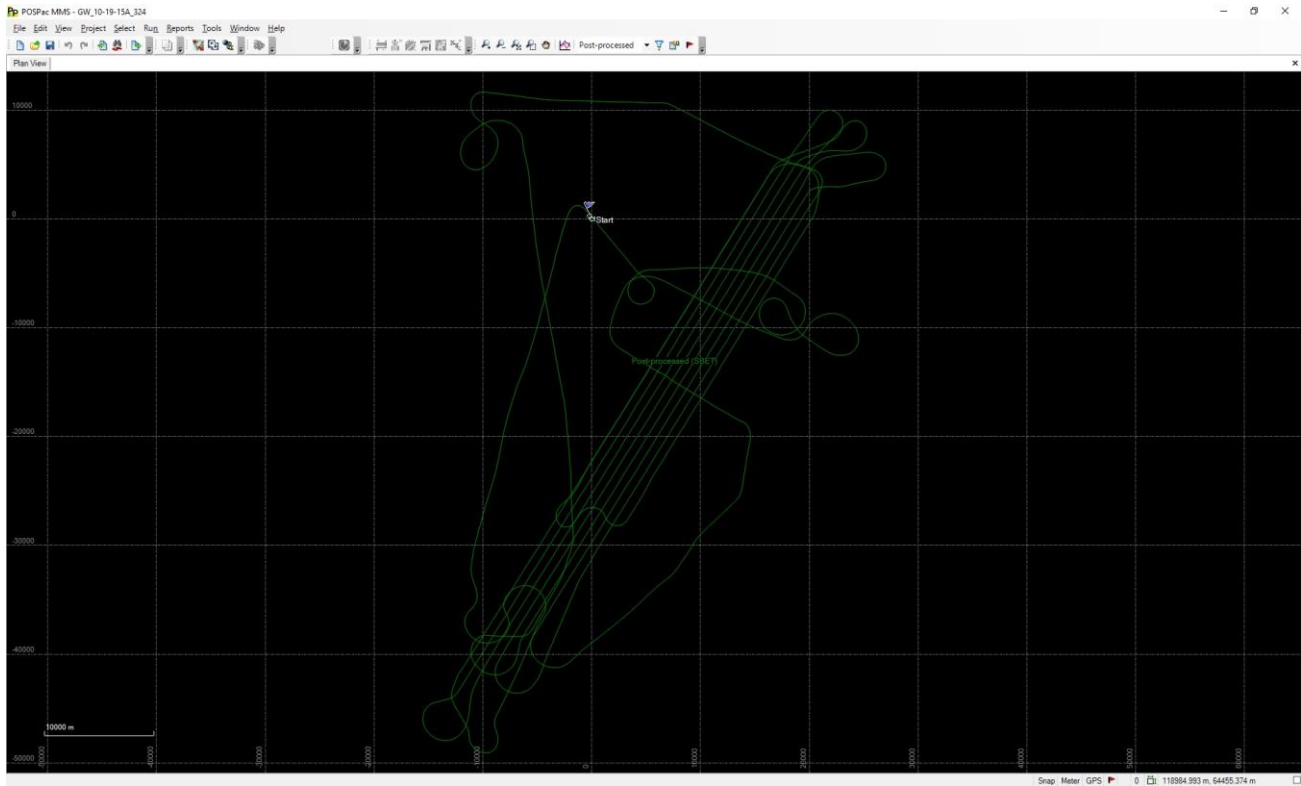 POSPac MMS - GW_10-19-15A_324
File Edit View Project Select Run Reports Tools Window Help
Post-processed
Plan View
10000
0
Start
-10000
Post-processed (SBET)
-20000
-30000
-40000
10000 m
-50000
-40000 -30000 -20000 -10000 0 10000 20000 30000 40000 50000 60000
Snap Meter GPS 0 118984.993 m, 64455.374 m